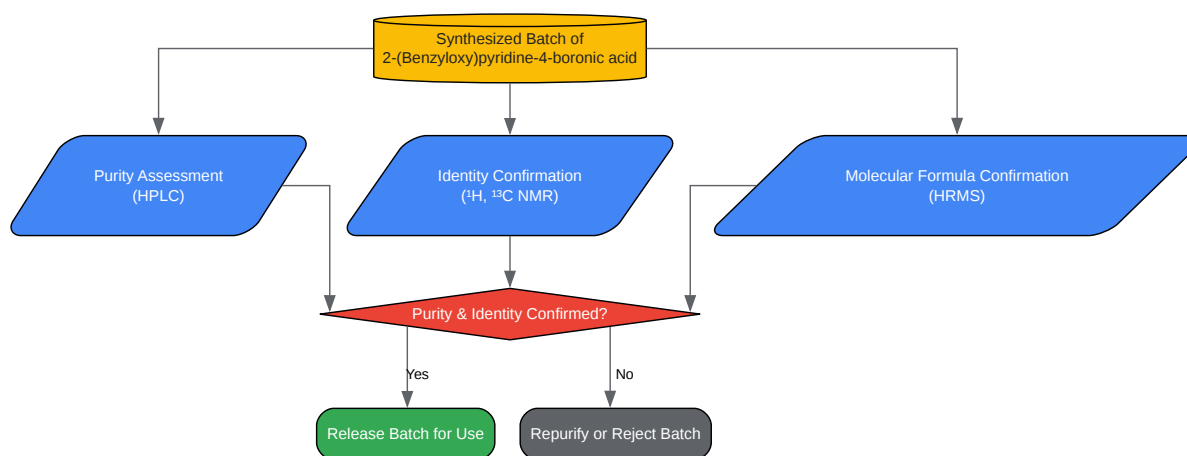 Synthesized Batch of
2-(Benzyloxy)pyridine-4-boronic acid
Purity Assessment
(HPLC)
Identity Confirmation
(¹H, ¹³C NMR)
Molecular Formula Confirmation
(HRMS)
Purity & Identity Confirmed?
Yes
No
Release Batch for Use
Repurify or Reject Batch